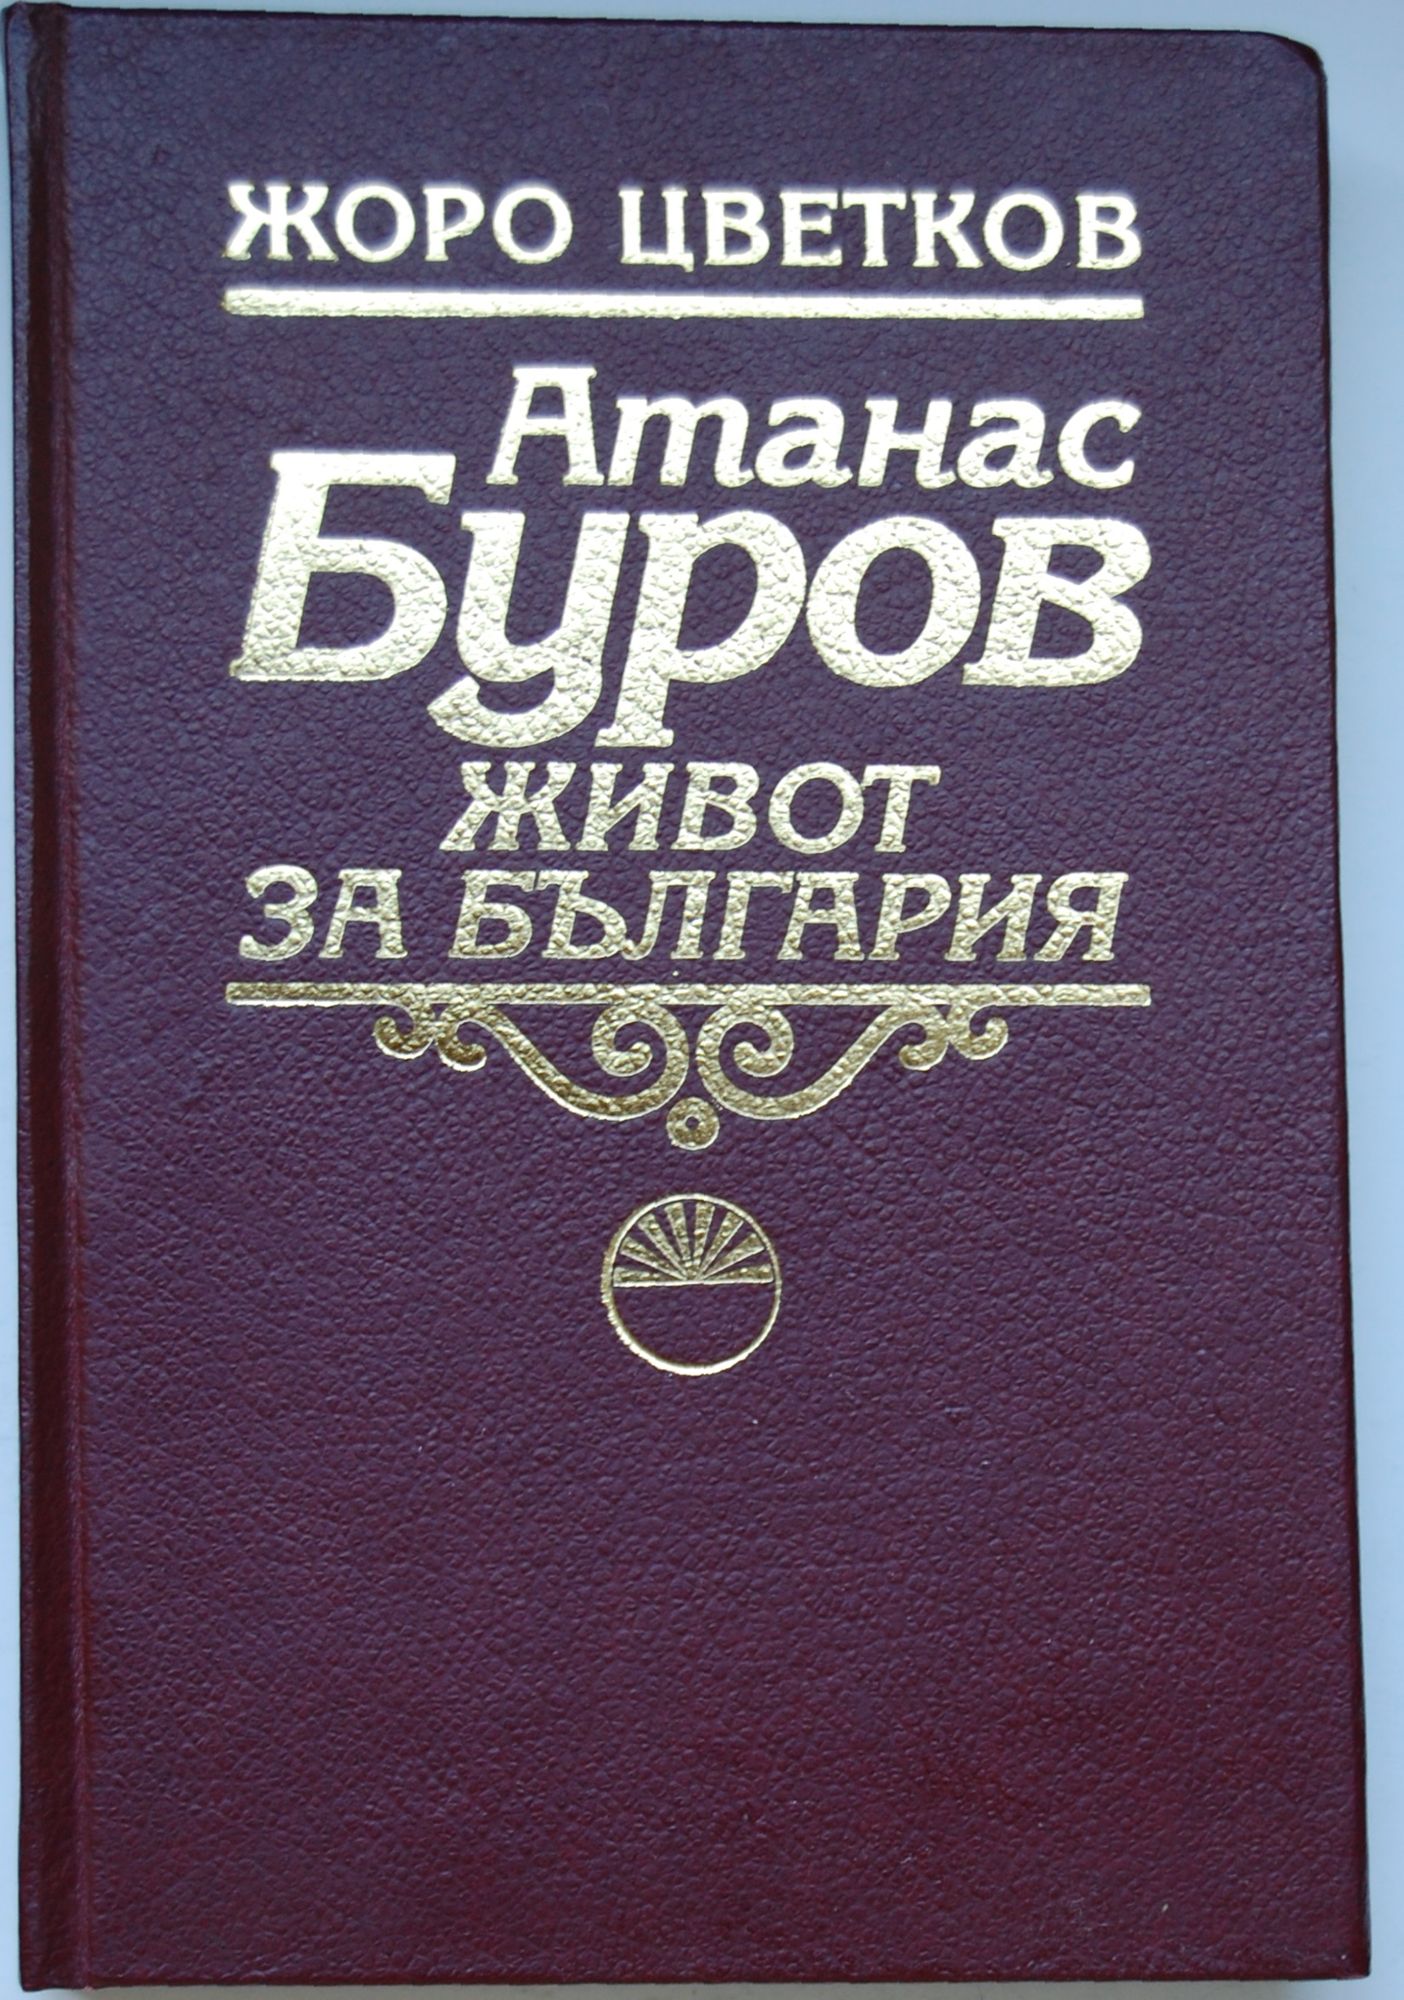 ЖОРО ЦВЕТКОВ
Атанас
Буров
ЖИВОТ
ЗА БЪЛГАРИЯ